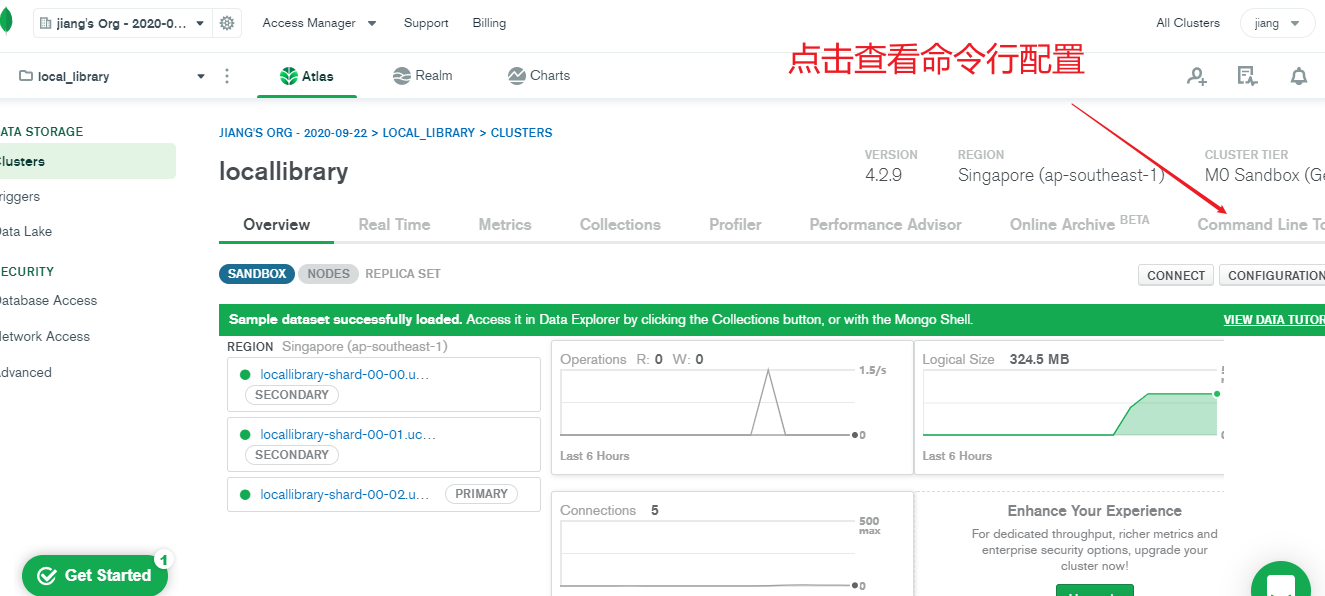 jiang's Org - 2020-0... Access Manager Support Billing All Clusters jiang
点击查看命令行配置
local_library Atlas Realm Charts
ATA STORAGE
JIANG'S ORG - 2020-09-22 > LOCAL_LIBRARY > CLUSTERS
lusters
locallibrary
VERSION REGION CLUSTER TIER
4.2.9 Singapore (ap-southeast-1) M0 Sandbox (Ge
riggers
Overview Real Time Metrics Collections Profiler Performance Advisor Online Archive BETA Command Line To
ata Lake
ECURITY
SANDBOX NODES REPLICA SET CONNECT CONFIGURATION
atabase Access
Sample dataset successfully loaded. Access it in Data Explorer by clicking the Collections button, or with the Mongo Shell. VIEW DATA TUTOR
etwork Access
REGION Singapore (ap-southeast-1)
dvanced
locallibrary-shard-00-00.u...
SECONDARY
locallibrary-shard-00-01.uc...
SECONDARY
locallibrary-shard-00-02.u... PRIMARY
Operations R: 0 W: 0
1.5/s
0
Last 6 Hours
Logical Size 324.5 MB
Last 6 Hours
Connections 5
500
max
0
Enhance Your Experience
For dedicated throughput, richer metrics and
enterprise security options, upgrade your
cluster now!
Get Started 1